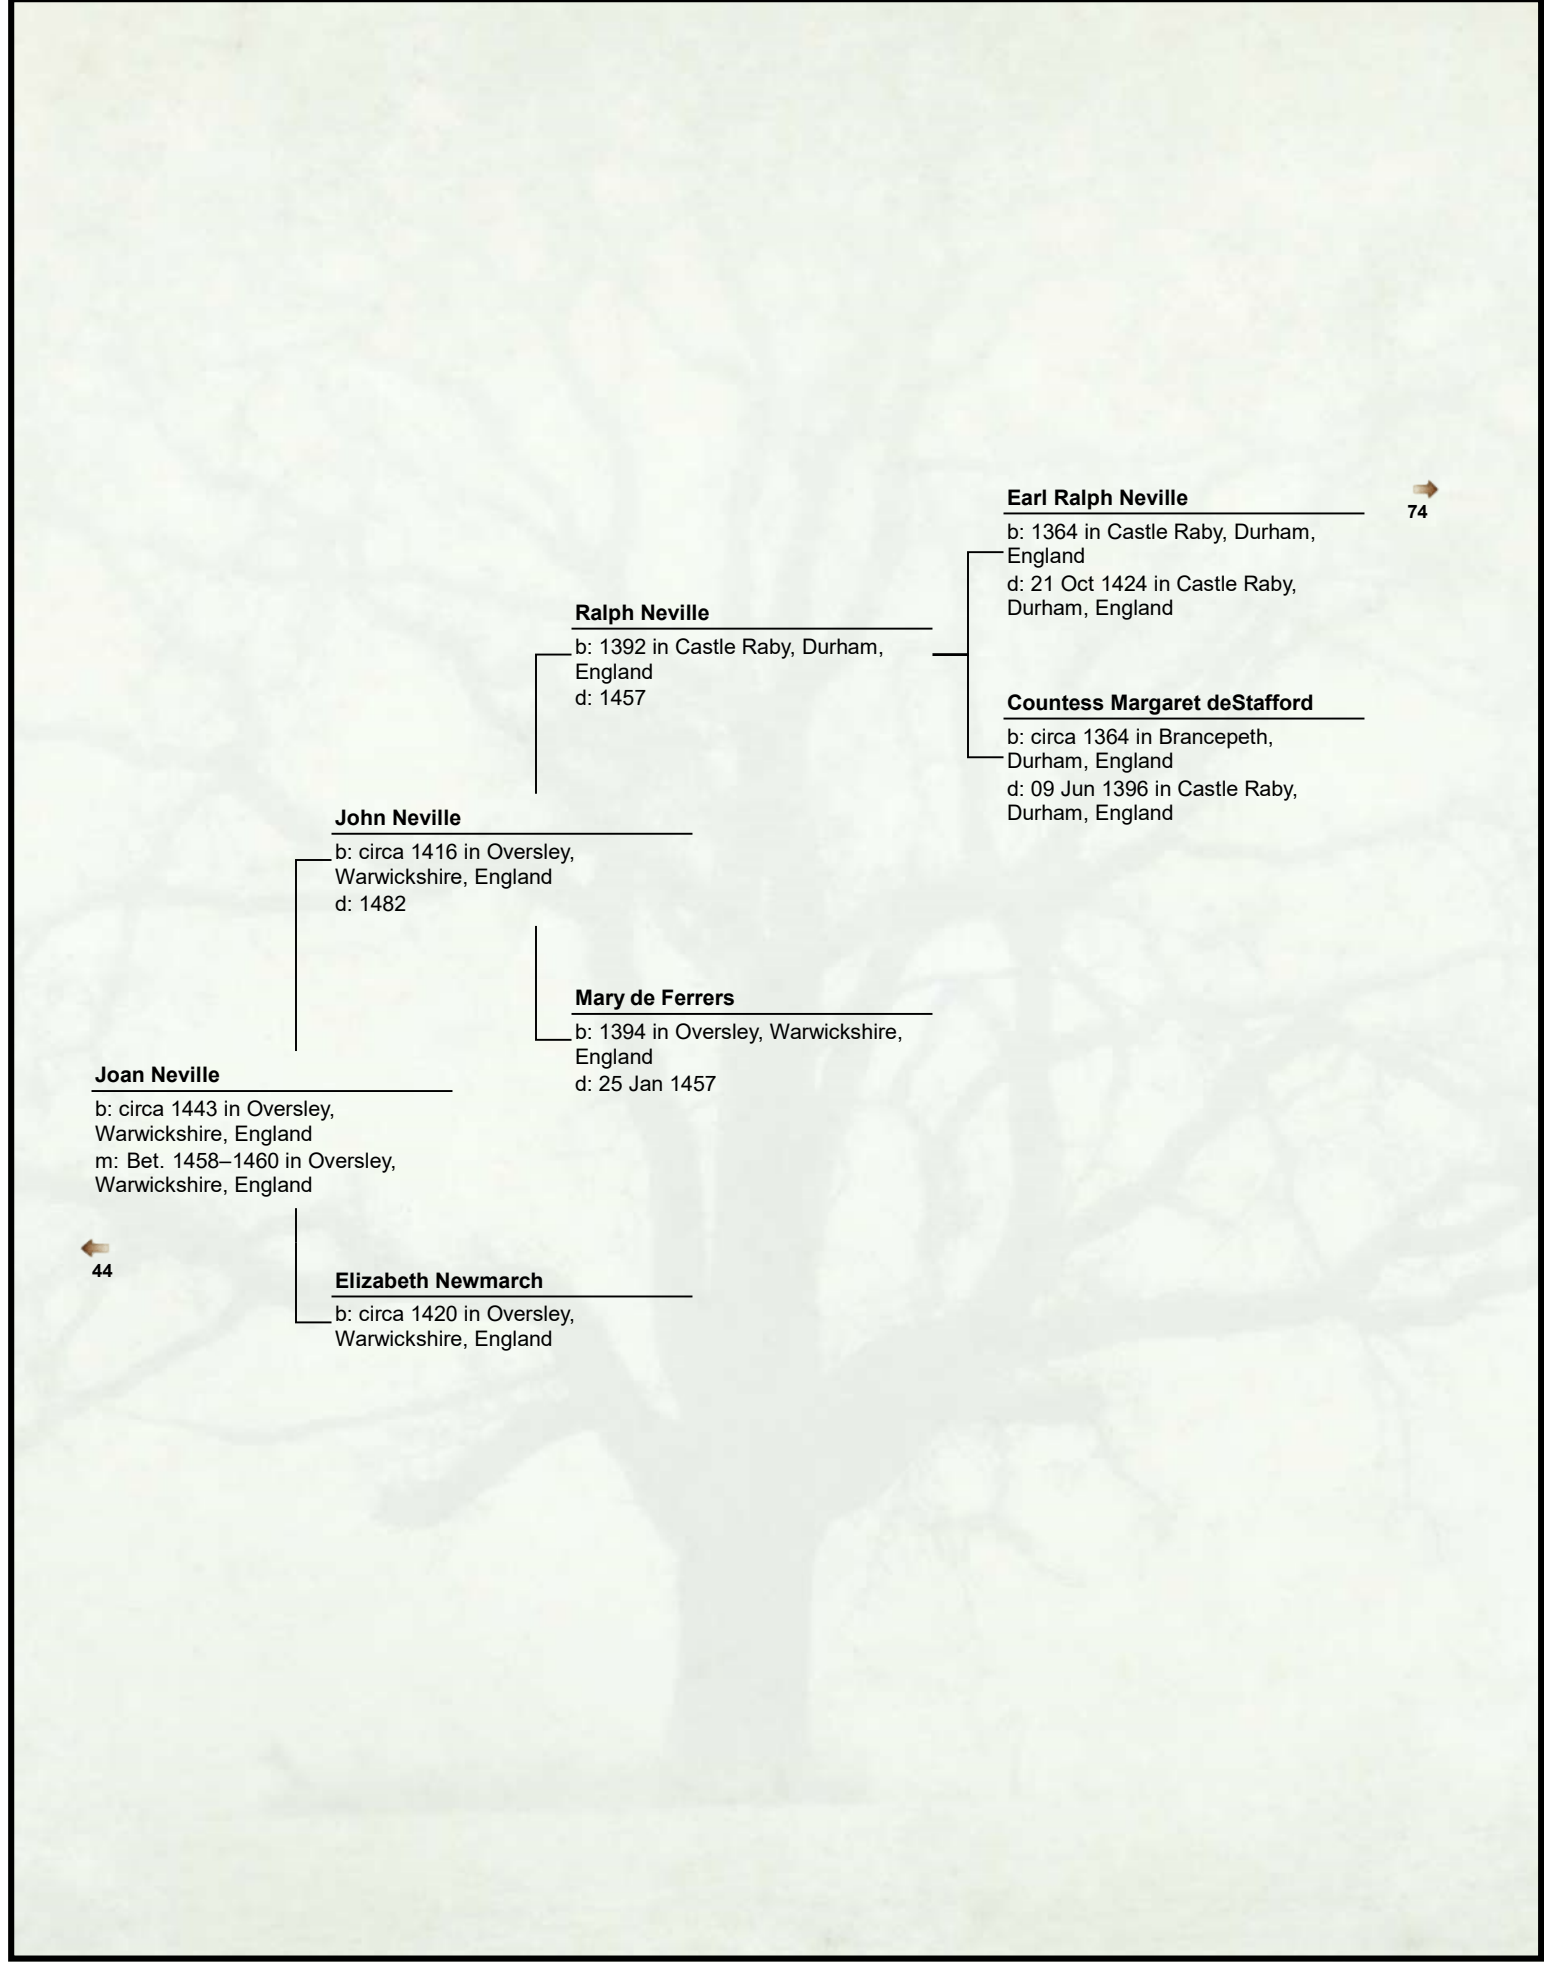 Earl Ralph Neville
74
b: 1364 in Castle Raby, Durham,
England
d: 21 Oct 1424 in Castle Raby,
Durham, England
Ralph Neville
b: 1392 in Castle Raby, Durham,
England
d: 1457
Countess Margaret deStafford
b: circa 1364 in Brancepeth,
Durham, England
d: 09 Jun 1396 in Castle Raby,
Durham, England
John Neville
b: circa 1416 in Oversley,
Warwickshire, England
d: 1482
Mary de Ferrers
b: 1394 in Oversley, Warwickshire,
England
d: 25 Jan 1457
Joan Neville
b: circa 1443 in Oversley,
Warwickshire, England
m: Bet. 1458–1460 in Oversley,
Warwickshire, England
44
Elizabeth Newmarch
b: circa 1420 in Oversley,
Warwickshire, England